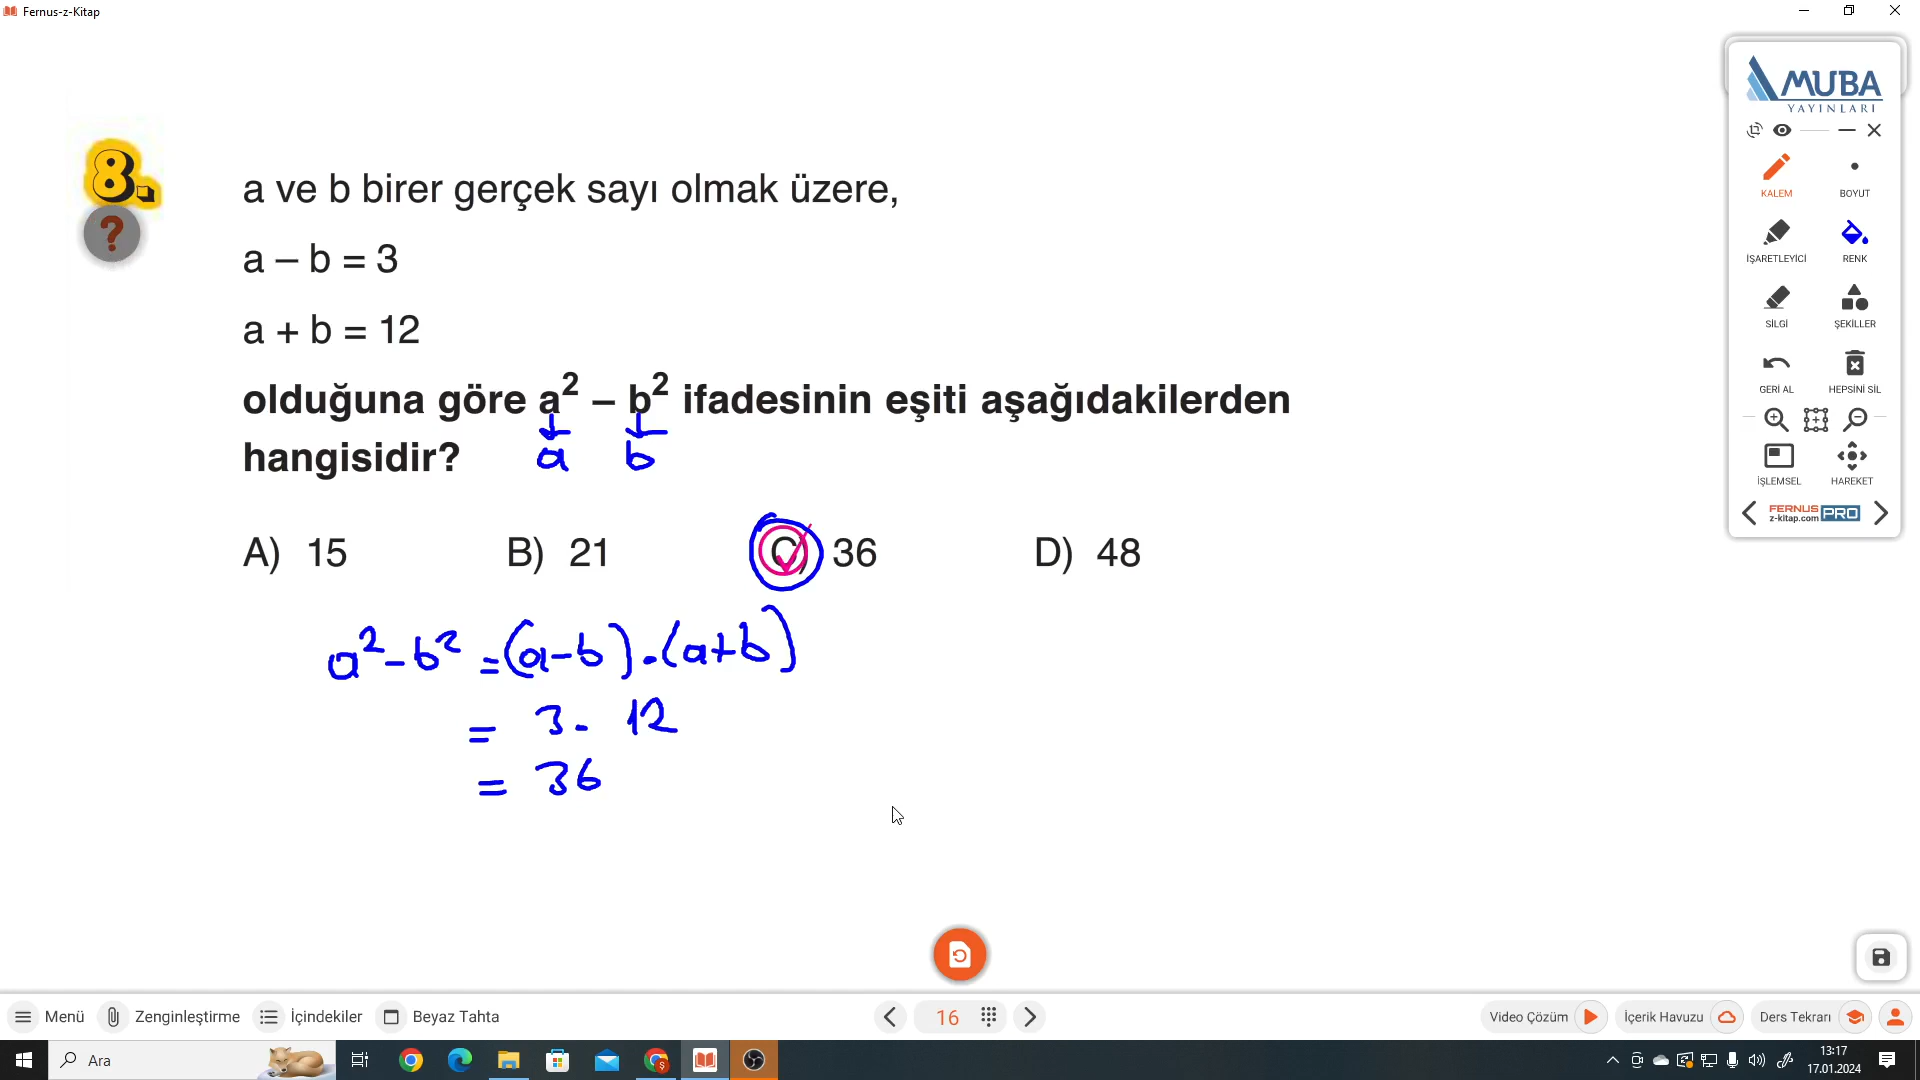 Fernus-z-Kitap
MUBA
YAYINLARI
KALEM
BOYUT
İŞARETLEYİCİ
RENK
SİLGİ
ŞEKİLLER
GERİ AL
HEPSİNİ SİL
İŞLEMSEL
HAREKET
FERNUS
z-kitap.com PRO
8.
?
a ve b birer gerçek sayı olmak üzere,
a – b = 3
a + b = 12
olduğuna göre a² – b² ifadesinin eşiti aşağıdakilerden
hangisidir?
a b
A) 15 B) 21 C) 36 D) 48
a² - b² = (a-b) . (a+b)
= 3 . 12
= 36
Menü Zenginleştirme İçindekiler Beyaz Tahta 16 Video Çözüm İçerik Havuzu Ders Tekrarı
Ara
13:17
17.01.2024